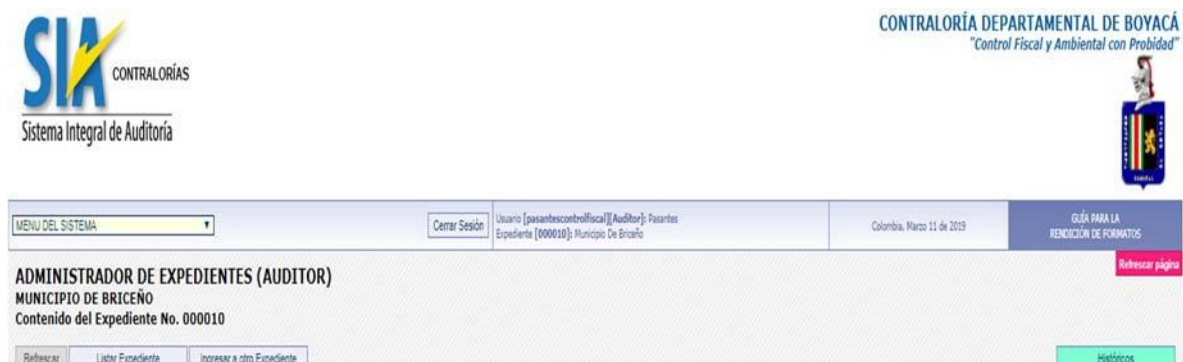 SIA CONTRALORÍAS
Sistema Integral de Auditoría
CONTRALORÍA DEPARTAMENTAL DE BOYACÁ
"Control Fiscal y Ambiental con Probidad"
MENU DEL SISTEMA
Cerrar Sesión
Usuario [pasantescontrolfiscal][Auditor]: Pasantes
Expediente [000010]: Municipio De Briceño
Colombia, Marzo 11 de 2019
GUÍA PARA LA
RENDICIÓN DE FORMATOS
Refrescar página
ADMINISTRADOR DE EXPEDIENTES (AUDITOR)
MUNICIPIO DE BRICEÑO
Contenido del Expediente No. 000010
Refrescar
Listar Expediente
Ingresar a otro Expediente
Históricos